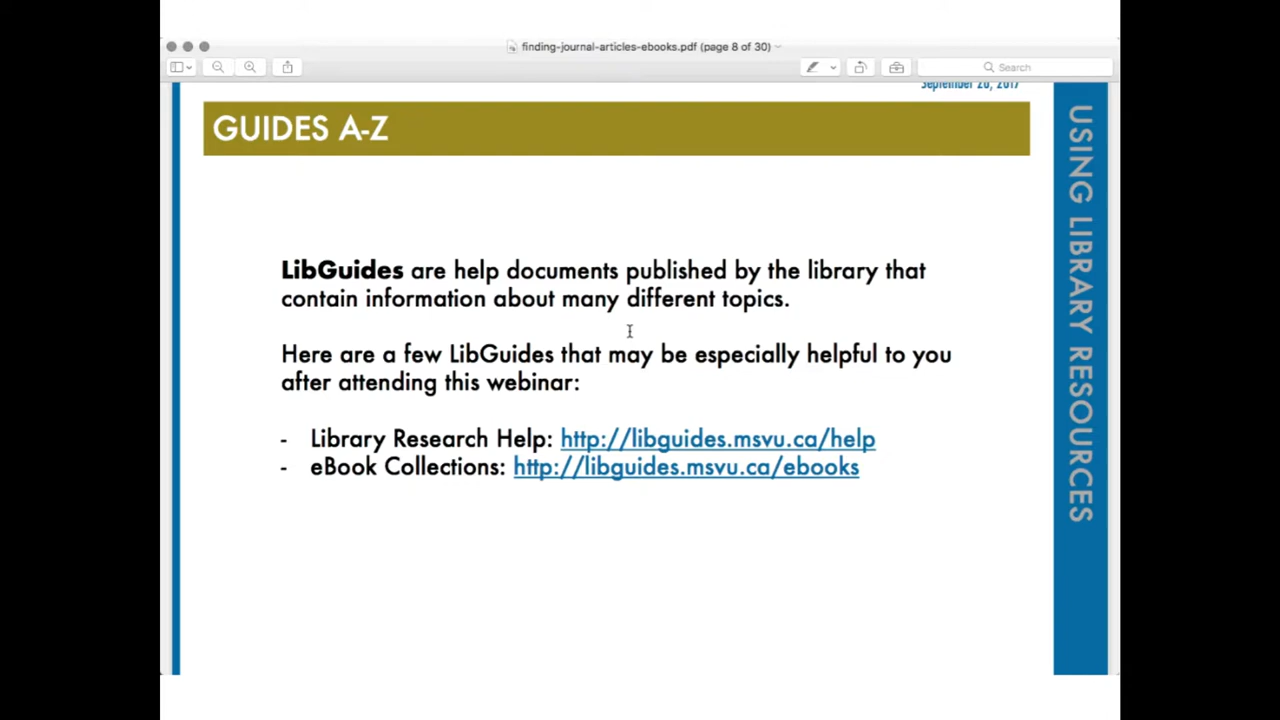 finding-journal-articles-ebooks.pdf (page 8 of 30)
Search
September 20, 2017
GUIDES A-Z
LibGuides are help documents published by the library that
contain information about many different topics.
Here are a few LibGuides that may be especially helpful to you
after attending this webinar:
- Library Research Help: http://libguides.msvu.ca/help
- eBook Collections: http://libguides.msvu.ca/ebooks
USING LIBRARY RESOURCES